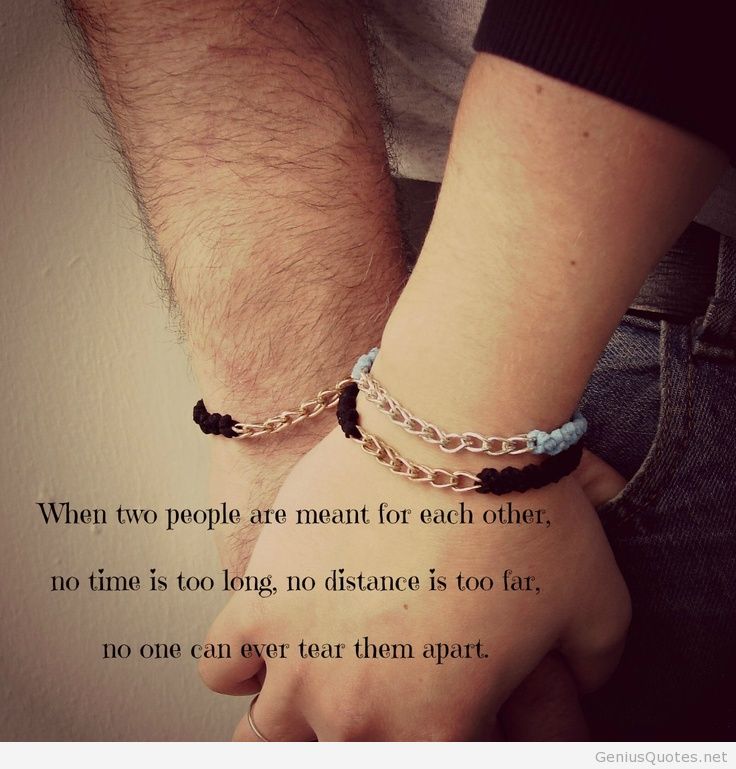 When two people are meant for each other,
no time is too long, no distance is too far,
no one can ever tear them apart.
GeniusQuotes.net